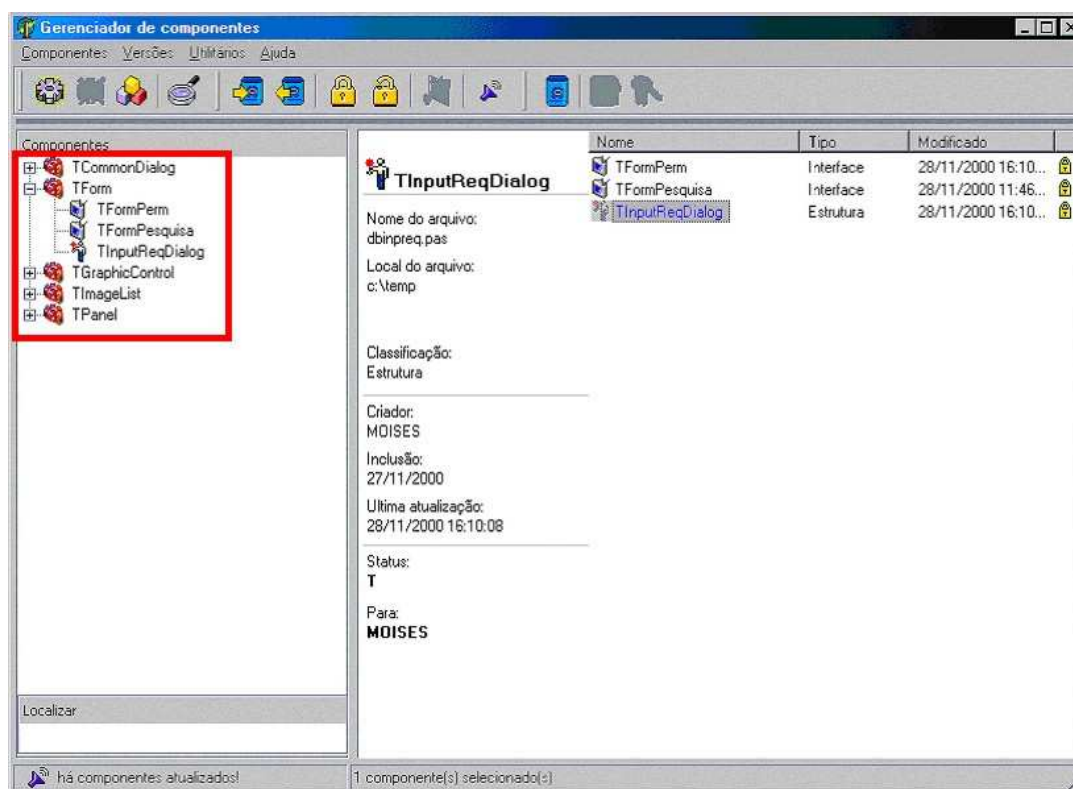 Gerenciador de componentes
Componentes Versões Utilitários Ajuda
Componentes
TCommonDialog
TForm
TFormPerm
TFormPesquisa
TInputReqDialog
TGraphicControl
TImageList
TPanel
Localizar
TInputReqDialog
Nome do arquivo:
dbinpreq.pas
Local do arquivo:
c:\temp
Classificação:
Estrutura
Criador:
MOISES
Inclusão:
27/11/2000
Ultima atualização:
28/11/2000 16:10:08
Status:
T
Para:
MOISES
Nome Tipo Modificado
TFormPerm Interface 28/11/2000 16:10...
TFormPesquisa Interface 28/11/2000 11:46...
TInputReqDialog Estrutura 28/11/2000 16:10...
há componentes atualizados!
1 componente(s) selecionado(s)